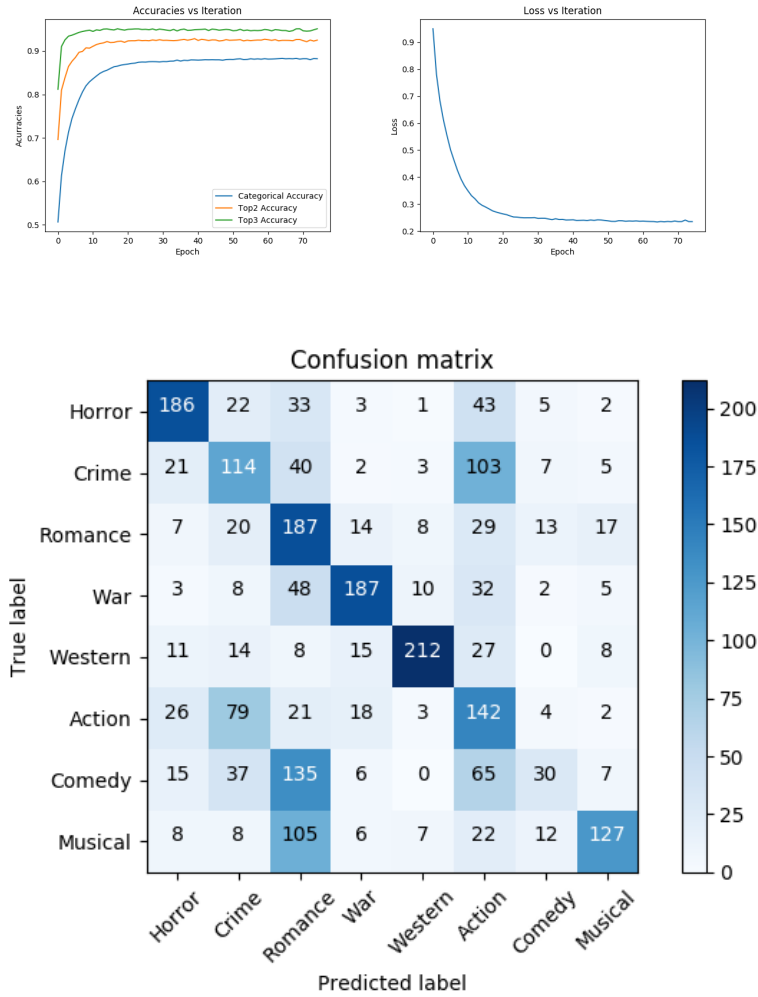 Accuracies vs Iteration
Acurracies
0.9
0.8
0.7
0.6
0.5
Categorical Accuracy
Top2 Accuracy
Top3 Accuracy
0 10 20 30 40 50 60 70
Epoch
Loss vs Iteration
Loss
0.9
0.8
0.7
0.6
0.5
0.4
0.3
0.2
0 10 20 30 40 50 60 70
Epoch
Confusion matrix
True label
Horror 186 22 33 3 1 43 5 2
Crime 21 114 40 2 3 103 7 5
Romance 7 20 187 14 8 29 13 17
War 3 8 48 187 10 32 2 5
Western 11 14 8 15 212 27 0 8
Action 26 79 21 18 3 142 4 2
Comedy 15 37 135 6 0 65 30 7
Musical 8 8 105 6 7 22 12 127
Horror Crime Romance War Western Action Comedy Musical
Predicted label
200
175
150
125
100
75
50
25
0